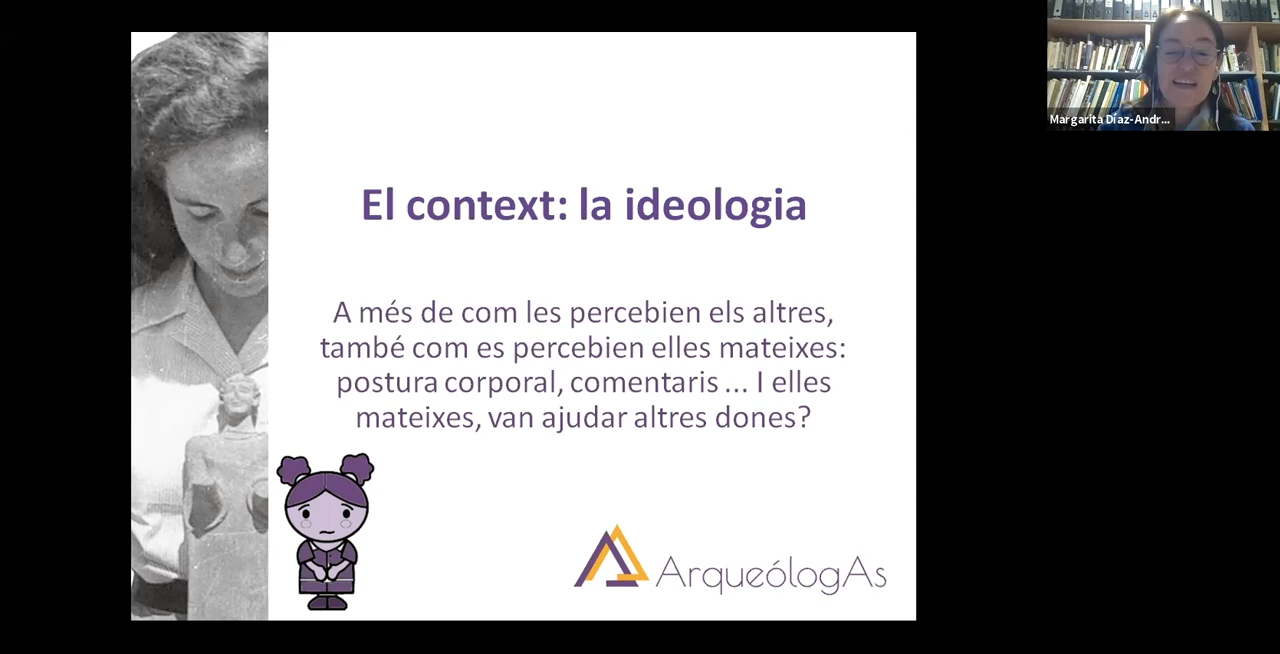 El context: la ideologia
A més de com les percebien els altres,
també com es percebien elles mateixes:
postura corporal, comentaris ... I elles
mateixes, van ajudar altres dones?
ArqueólogAs
Margarita Díaz-Andr...